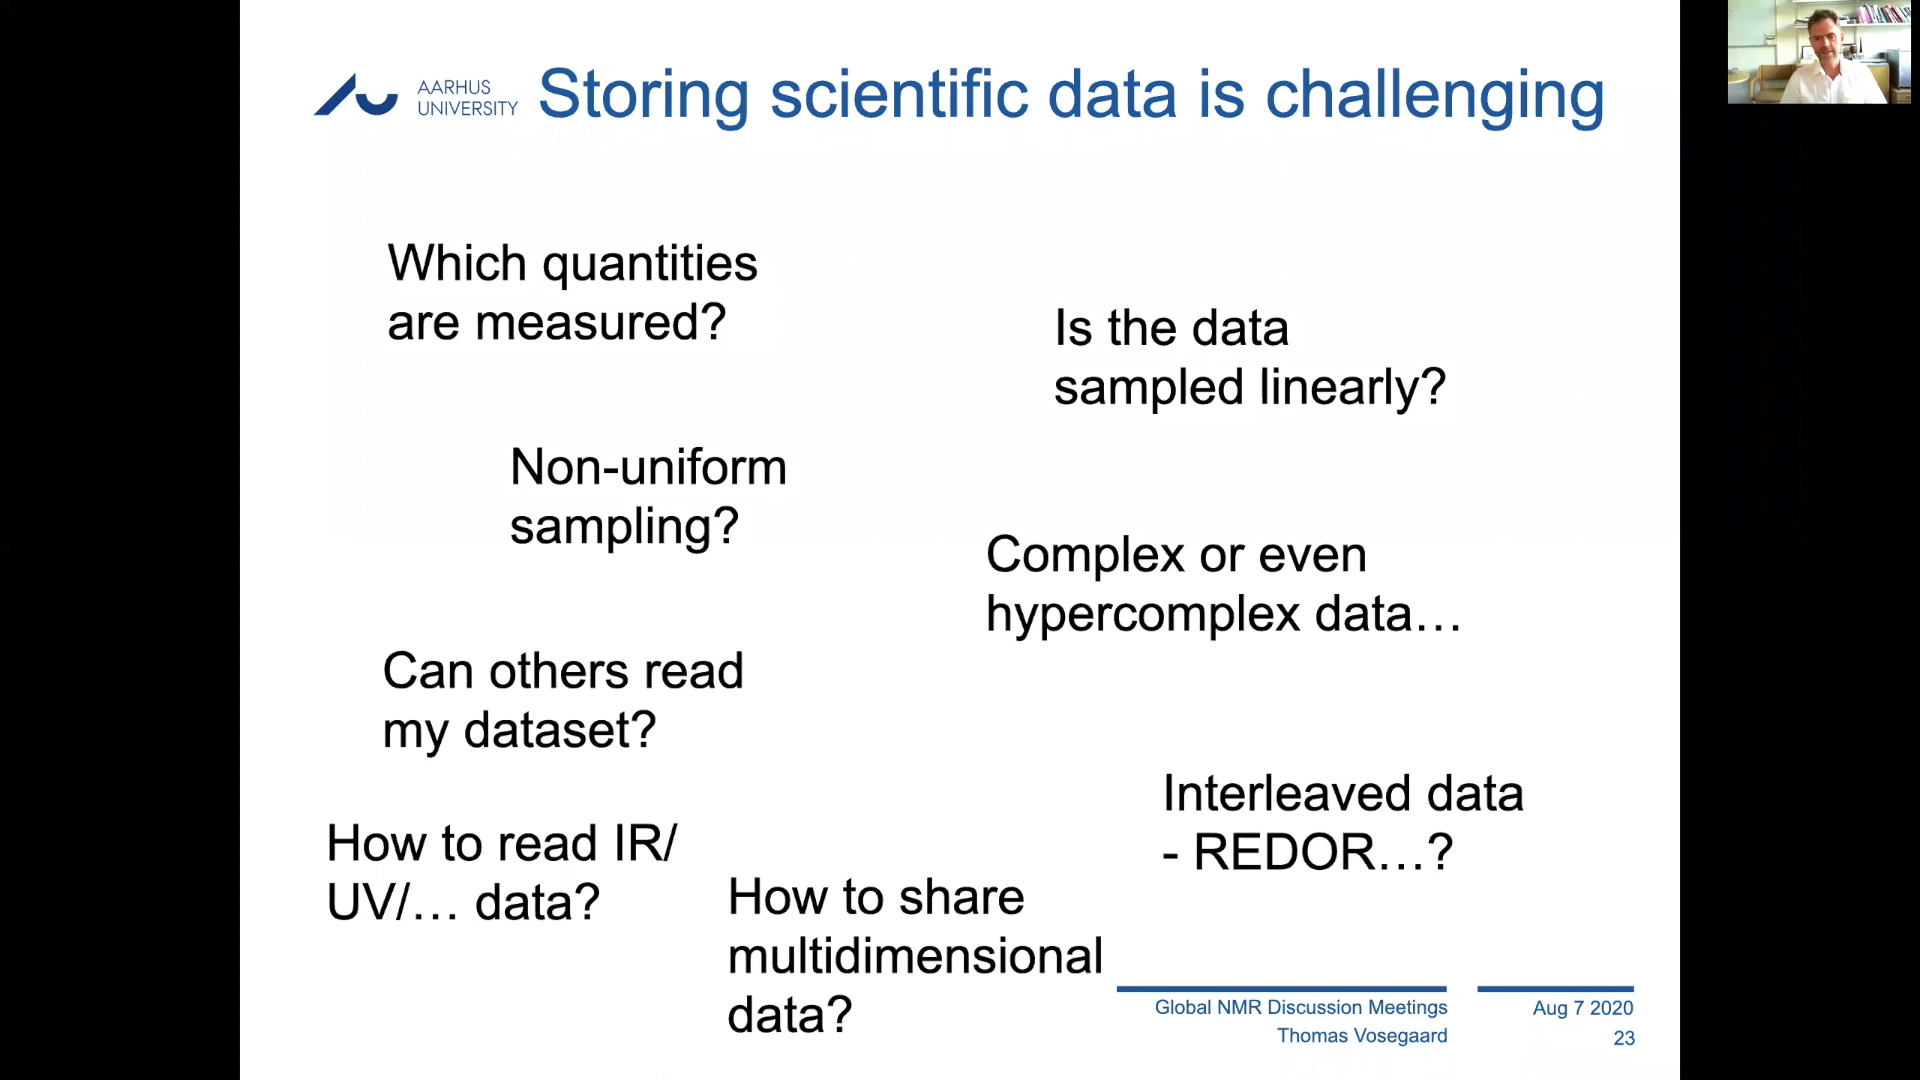 AARHUS
UNIVERSITY
Storing scientific data is challenging
Which quantities
are measured?
Is the data
sampled linearly?
Non-uniform
sampling?
Complex or even
hypercomplex data…
Can others read
my dataset?
Interleaved data
- REDOR…?
How to read IR/
UV/… data?
How to share
multidimensional
data?
Global NMR Discussion Meetings
Thomas Vosegaard
Aug 7 2020
23